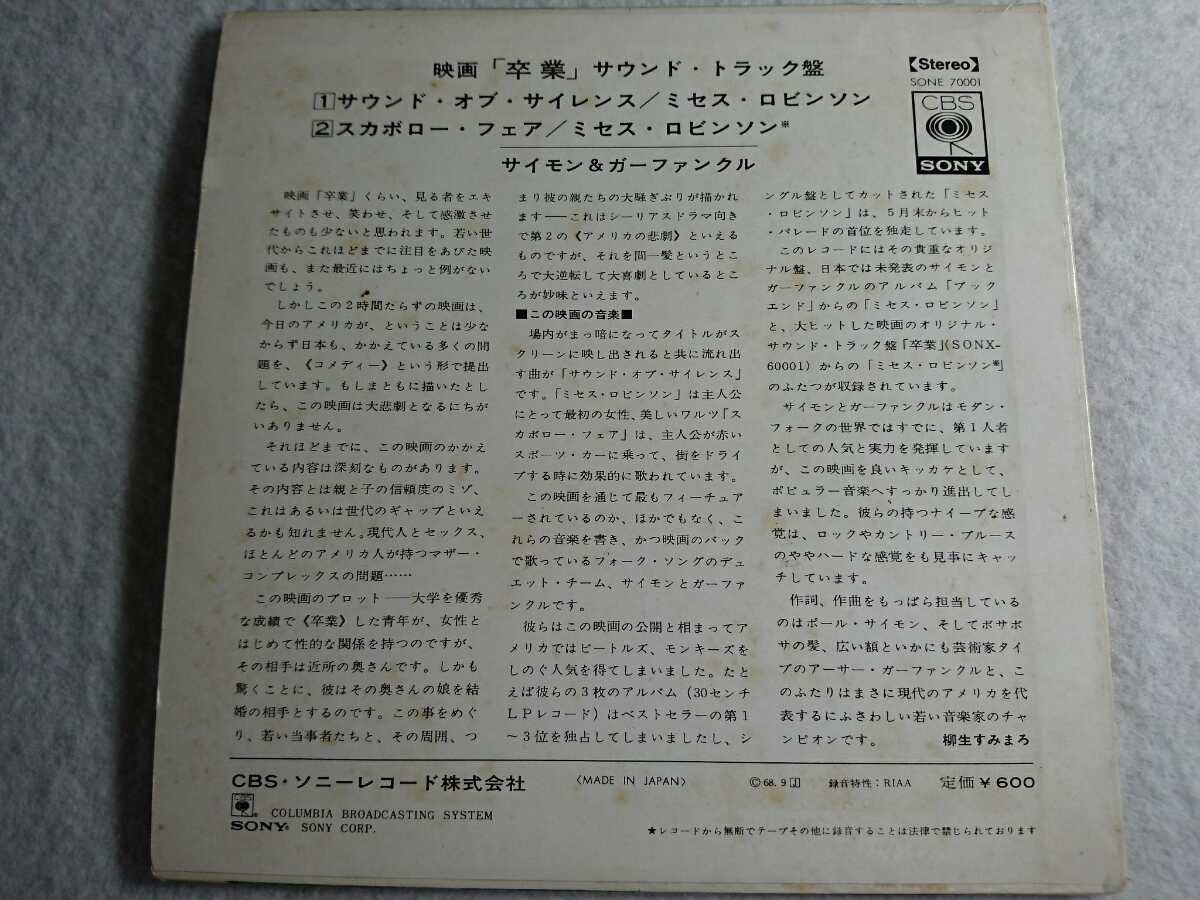 映画「卒業」サウンド・トラック盤
1 サウンド・オブ・サイレンス/ミセス・ロビンソン
2 スカボロー・フェア/ミセス・ロビンソン※
サイモン&ガーファンクル
【Stereo】
SONE 70001
CBS
SONY
映画「卒業」くらい、見る者をエキ
サイトさせ、笑わせ、そして感激させ
たものも少ないと思われます。若い世
代からこれほどまでに注目をあびた映
画も、また最近にはちょっと例がない
でしょう。
しかしこの2時間たらずの映画は、
今日のアメリカが、ということは少な
からず日本も、かかえている多くの問
題を、《コメディー》という形で提出
しています。もしまともに描いたとし
たら、この映画は大悲劇となるにちが
いありません。
それほどまでに、この映画のかかえ
ている内容は深刻なものがあります。
その内容とは親と子の信頼度のミゾ、
これはあるいは世代のギャップといえ
るかも知れません。現代人とセックス、
ほとんどのアメリカ人が持つマザー・
コンプレックスの問題……
この映画のプロット——大学を優秀
な成績で《卒業》した青年が、女性と
はじめて性的な関係を持つのですが、
その相手は近所の奥さんです。しかも
驚くことに、彼はその奥さんの娘を結
婚の相手とするのです。この事をめぐ
り、若い当事者たちと、その周囲、つ
まり彼の親たちの大騒ぎぶりが描かれ
ます——これはシーリアスドラマ向き
で第2の《アメリカの悲劇》といえる
ものですが、それを間一髪というとこ
ろで大逆転して大喜劇としているとこ
ろが妙味といえます。
■この映画の音楽■
場内がまっ暗になってタイトルがス
クリーンに映し出されると共に流れ出
す曲が「サウンド・オブ・サイレンス」
です。「ミセス・ロビンソン」は主人公
にとって最初の女性、美しいワルツ「ス
カボロー・フェア」は、主人公が赤い
スポーツ・カーに乗って、街をドライ
ブする時に効果的に歌われています。
この映画を通じて最もフィーチュア
ーされているのか、ほかでもなく、こ
れらの音楽を書き、かつ映画のバック
で歌っているフォーク・ソングのデュ
エット・チーム、サイモンとガーファ
ンクルです。
彼らはこの映画の公開と相まってア
メリカではビートルズ、モンキーズを
しのぐ人気を得てしまいました。たと
えば彼らの3枚のアルバム(30センチ
LPレコード)はベストセラーの第1
〜3位を独占してしまいましたし、シ
ングル盤としてカットされた「ミセス
・ロビンソン」は、5月末からヒット
・パレードの首位を独走しています。
このレコードにはその貴重なオリジ
ナル盤、日本では未発表のサイモンと
ガーファンクルのアルバム「ブック
エンド」からの「ミセス・ロビンソン」
と、大ヒットした映画のオリジナル・
サウンド・トラック盤「卒業」(SONX-
60001)からの「ミセス・ロビンソン※」
のふたつが収録されています。
サイモンとガーファンクルはモダン・
フォークの世界ではすでに、第1人者
としての人気と実力を発揮しています
が、この映画を良いキッカケとして、
ポピュラー音楽へすっかり進出してし
まいました。彼らの持つナイーブな感
覚は、ロックやカントリー・ブルース
のややハードな感覚をも見事にキャッ
チしています。
作詞、作曲をもっぱら担当している
のはポール・サイモン、そしてボサボ
サの髪、広い額といかにも芸術家タイ
プのアーサー・ガーファンクルと、こ
のふたりはまさに現代のアメリカを代
表するにふさわしい若い音楽家のチャ
ンピオンです。 柳生すみまろ
CBS・ソニーレコード株式会社
〈MADE IN JAPAN〉
Ⓒ68.9 J
録音特性:RIAA
定価¥600
CBS
COLUMBIA BROADCASTING SYSTEM
SONY® SONY CORP.
★レコードから無断でテープその他に録音することは法律で禁じられております